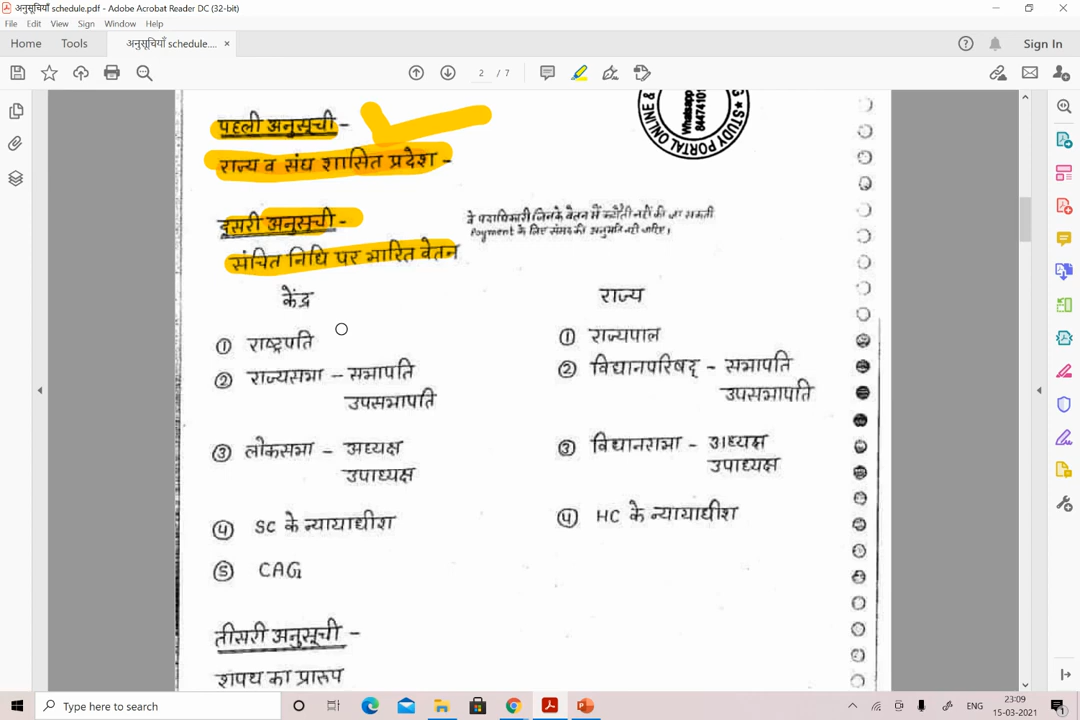 अनुसूचियाँ schedule.pdf - Adobe Acrobat Reader DC (32-bit)
File Edit View Sign Window Help
Home Tools अनुसूचियाँ schedule.... × Sign In
2 / 7
पहली अनुसूची -
राज्य व संघ शासित प्रदेश -
STUDY PORTAL ONLINE &
Whatsapp
दूसरी अनुसूची -
वे पदाधिकारी जिनके वेतन में कटौती नहीं की जा सकती
Payment के लिए संसद की अनुमति नहीं चाहिए।
संचित निधि पर भारित वेतन
केंद्र राज्य
① राष्ट्रपति ① राज्यपाल
② राज्यसभा - सभापति ② विधानपरिषद् - सभापति
उपसभापति उपसभापति
③ लोकसभा - अध्यक्ष ③ विधानसभा - अध्यक्ष
उपाध्यक्ष उपाध्यक्ष
④ SC के न्यायाधीश ④ HC के न्यायाधीश
⑤ CAG
तीसरी अनुसूची -
शपथ का प्रारूप
Type here to search
ENG
23:09
15-03-2021
1